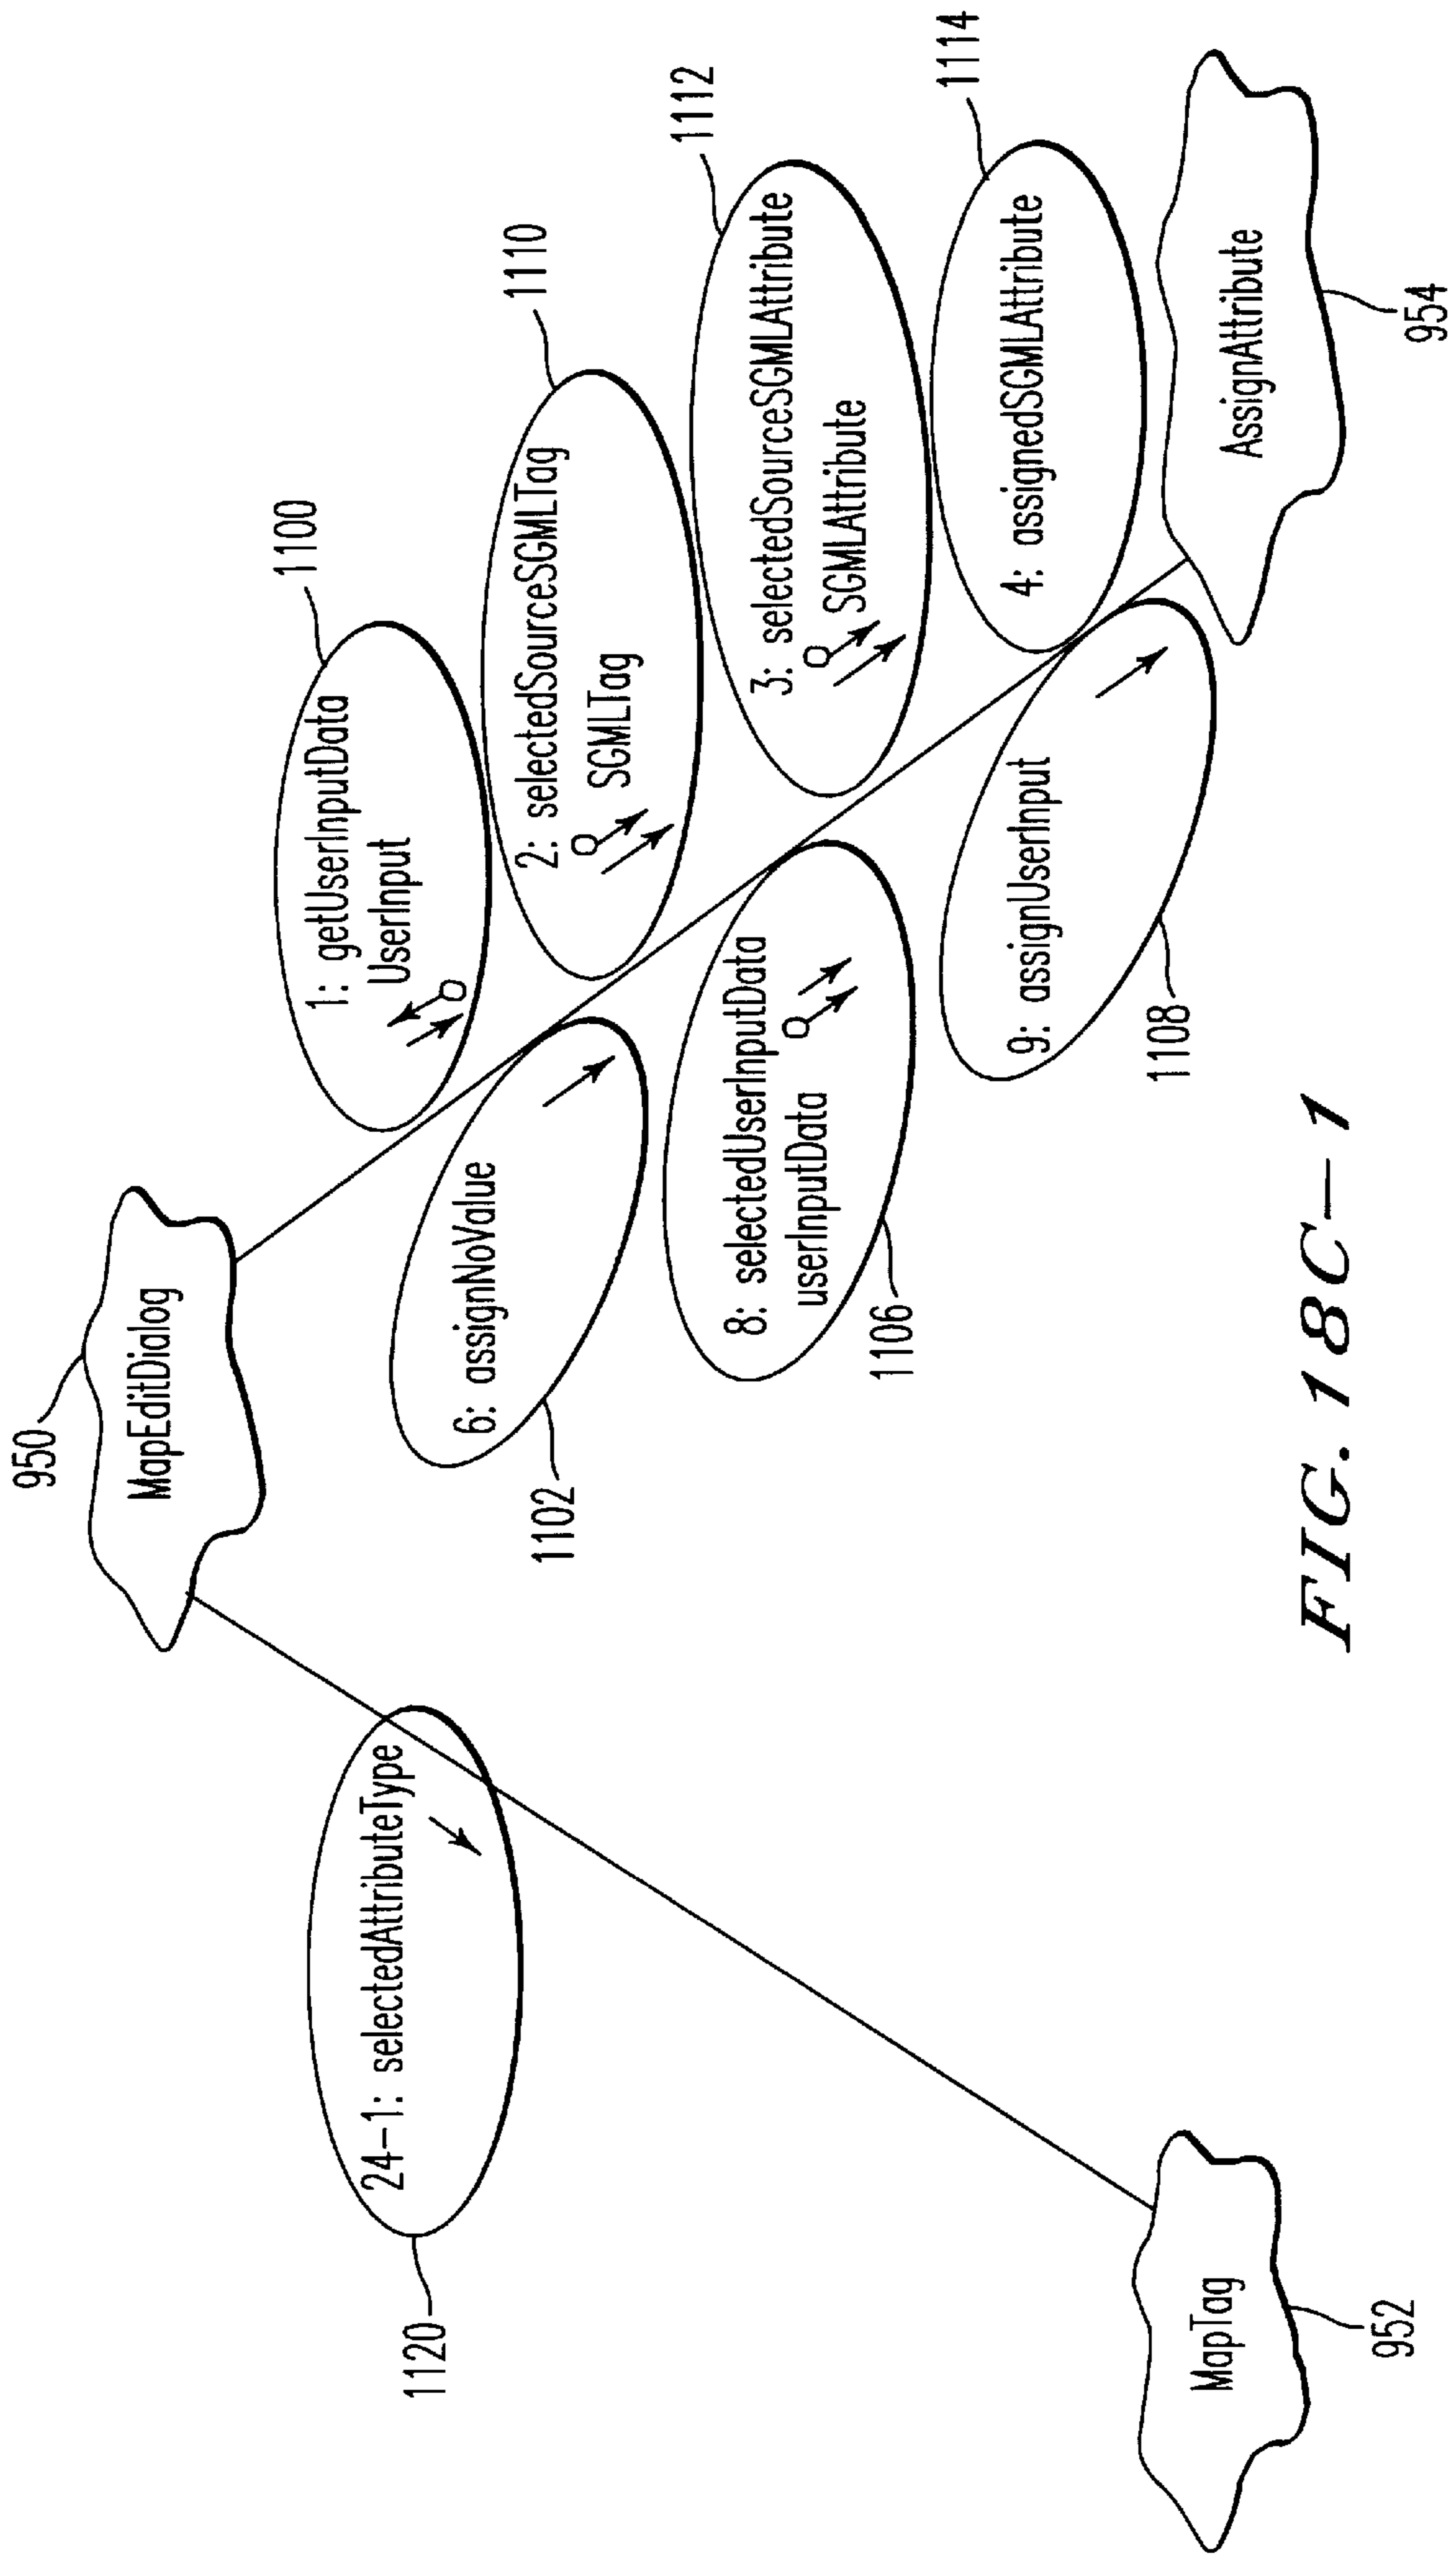 950
MapEditDialog
1100
1: getUserInputData
UserInput
1110
2: selectedSourceSGMLTag
SGMLTag
1112
3: selectedSourceSGMLAttribute
SGMLAttribute
1114
4: assignedSGMLAttribute
AssignAttribute
954
6: assignNoValue
1102
8: selectedUserInputData
userInputData
1106
9: assignUserInput
1108
24-1: selectedAttributeType
1120
MapTag
952
FIG. 18C-1